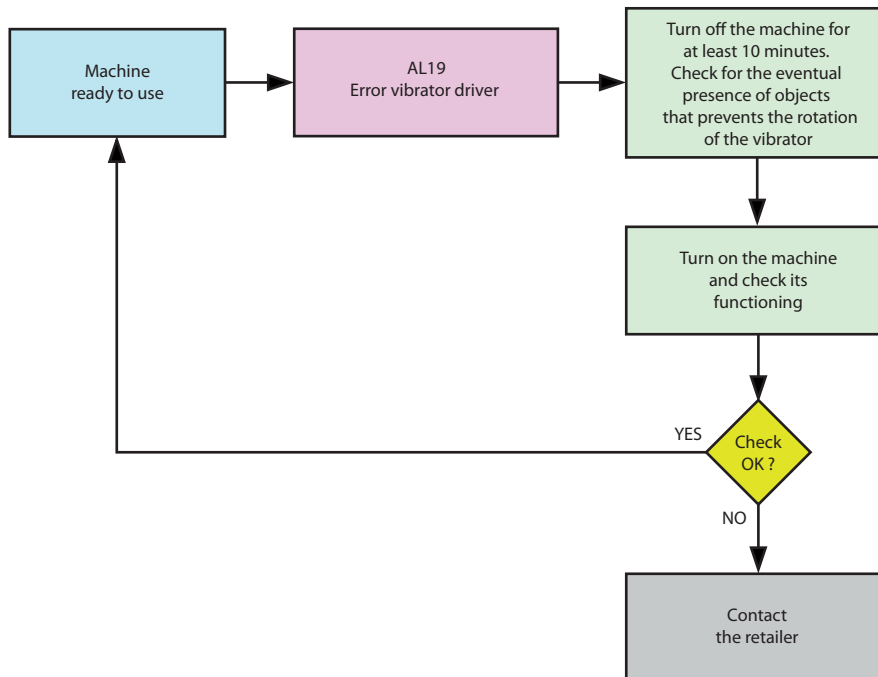 Machine
ready to use
AL19
Error vibrator driver
Turn off the machine for
at least 10 minutes.
Check for the eventual
presence of objects
that prevents the rotation
of the vibrator
Turn on the machine
and check its
functioning
YES
Check
OK ?
NO
Contact
the retailer